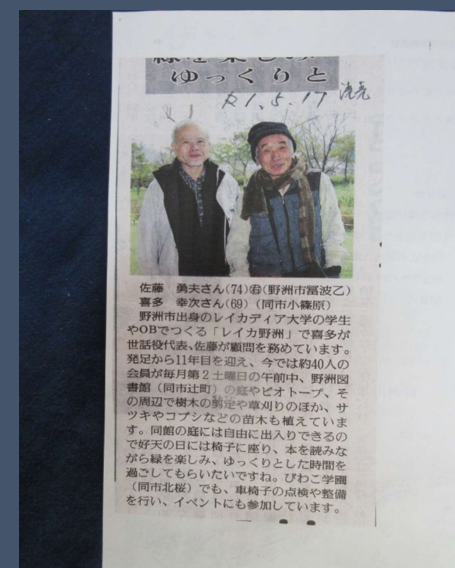 緑を楽しみ
ゆっくりと
R1.5.17 読売
佐藤　勇夫さん(74)㊨(野洲市冨波乙)
喜多　幸次さん(69)(同市小篠原)
野洲市出身のレイカディア大学の学生
やOBでつくる「レイカ野洲」で喜多が
世話役代表、佐藤が顧問を務めています。
発足から11年目を迎え、今では約40人の
会員が毎月第2土曜日の午前中、野洲図
書館(同市辻町)の庭やビオトープ、そ
の周辺で樹木の剪定や草刈りのほか、サ
ツキやコブシなどの苗木も植えていま
す。同館の庭には自由に出入りできるの
で好天の日には椅子に座り、本を読みな
がら緑を楽しみ、ゆっくりとした時間を
過ごしてもらいたいですね。びわこ学園
(同市北桜)でも、車椅子の点検や整備
を行い、イベントにも参加しています。